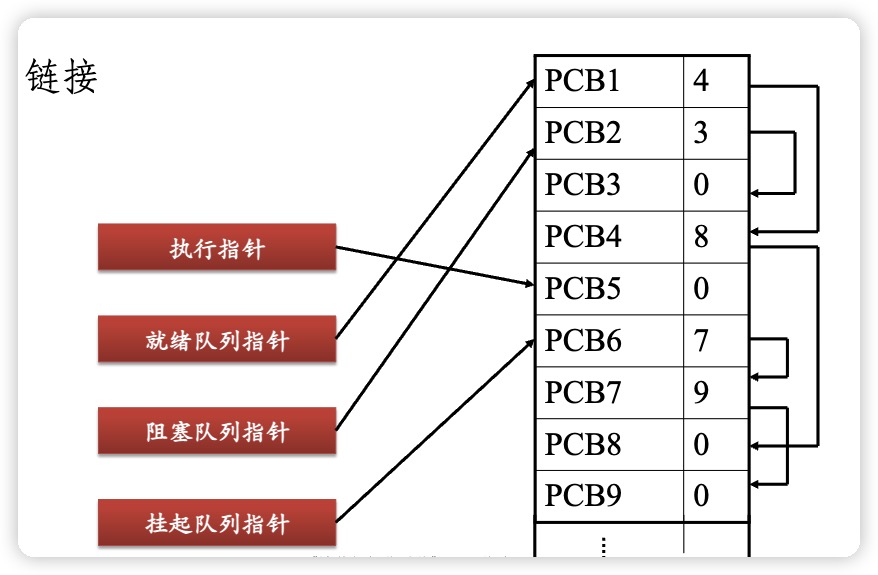 链接
PCB1 4
PCB2 3
PCB3 0
PCB4 8
PCB5 0
PCB6 7
PCB7 9
PCB8 0
PCB9 0
执行指针
就绪队列指针
阻塞队列指针
挂起队列指针